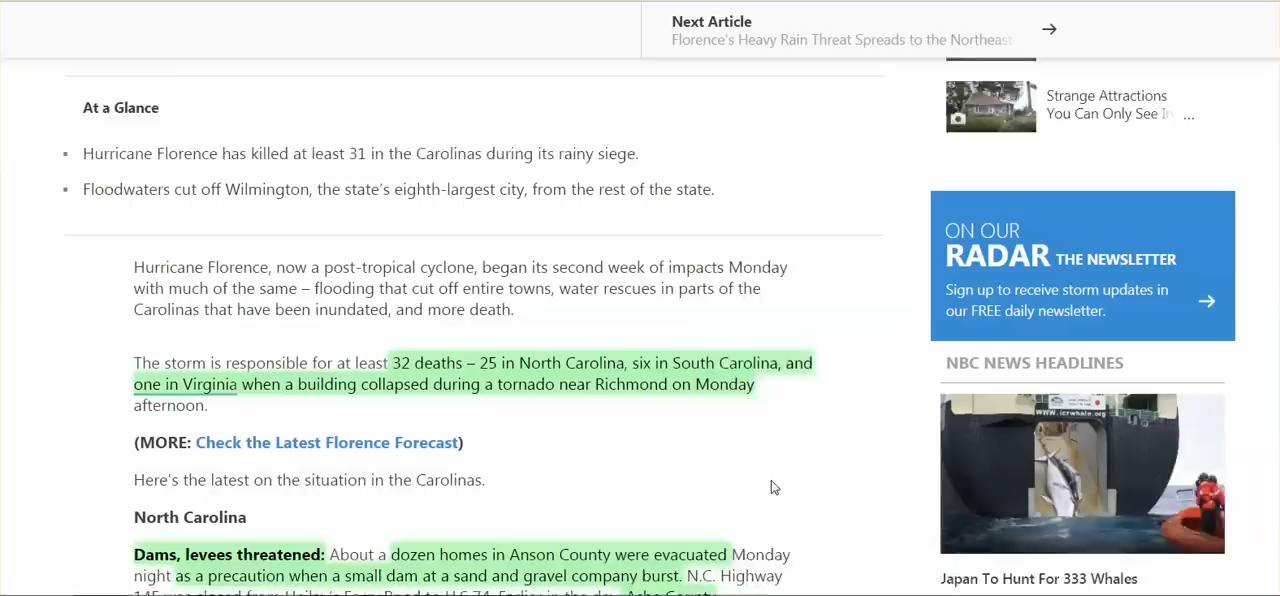 Next Article
Florence's Heavy Rain Threat Spreads to the Northeast
At a Glance
Hurricane Florence has killed at least 31 in the Carolinas during its rainy siege.
Floodwaters cut off Wilmington, the state's eighth-largest city, from the rest of the state.
Hurricane Florence, now a post-tropical cyclone, began its second week of impacts Monday
with much of the same – flooding that cut off entire towns, water rescues in parts of the
Carolinas that have been inundated, and more death.
The storm is responsible for at least 32 deaths – 25 in North Carolina, six in South Carolina, and
one in Virginia when a building collapsed during a tornado near Richmond on Monday
afternoon.
(MORE: Check the Latest Florence Forecast)
Here's the latest on the situation in the Carolinas.
North Carolina
Dams, levees threatened: About a dozen homes in Anson County were evacuated Monday
night as a precaution when a small dam at a sand and gravel company burst. N.C. Highway
Strange Attractions
You Can Only See In ...
ON OUR
RADAR THE NEWSLETTER
Sign up to receive storm updates in
our FREE daily newsletter.
NBC NEWS HEADLINES
WWW.icrwhale.org
Japan To Hunt For 333 Whales